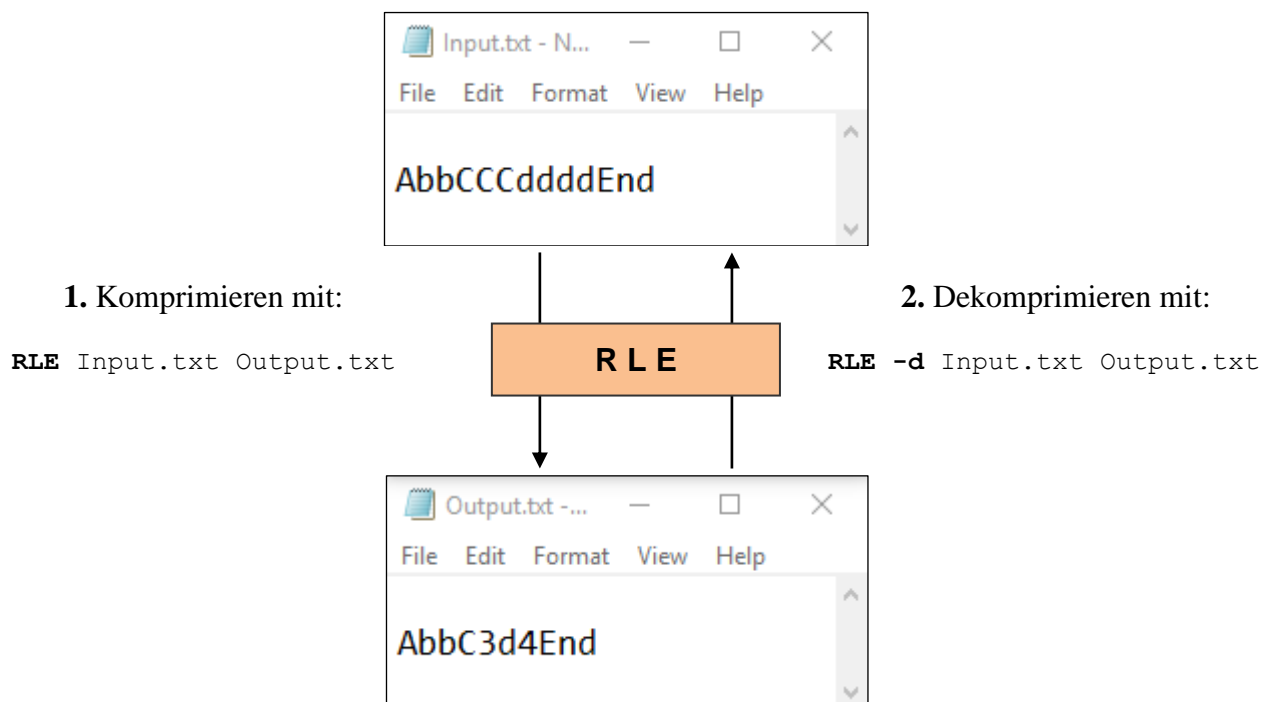 Input.txt - N...
File Edit Format View Help
AbbCCCddddEnd
1. Komprimieren mit:
RLE Input.txt Output.txt
R L E
2. Dekomprimieren mit:
RLE -d Input.txt Output.txt
Output.txt -...
File Edit Format View Help
AbbC3d4End